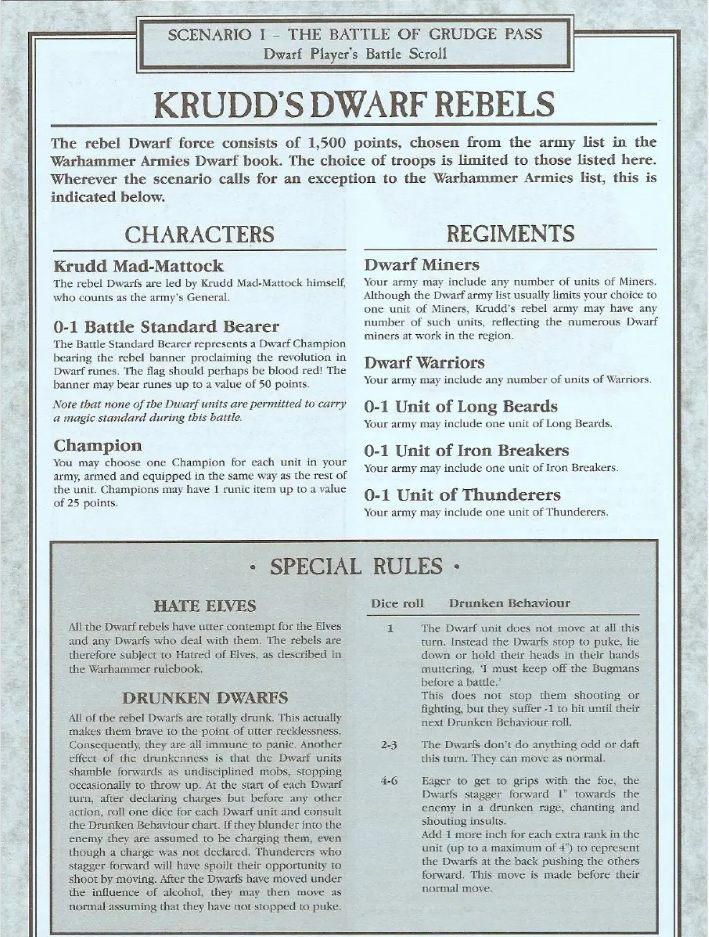 SCENARIO I – THE BATTLE OF GRUDGE PASS
Dwarf Player's Battle Scroll
KRUDD'S DWARF REBELS
The rebel Dwarf force consists of 1,500 points, chosen from the army list in the
Warhammer Armies Dwarf book. The choice of troops is limited to those listed here.
Wherever the scenario calls for an exception to the Warhammer Armies list, this is
indicated below.
CHARACTERS
Krudd Mad-Mattock
The rebel Dwarfs are led by Krudd Mad-Mattock himself,
who counts as the army's General.
0-1 Battle Standard Bearer
The Battle Standard Bearer represents a Dwarf Champion
bearing the rebel banner proclaiming the revolution in
Dwarf runes. The flag should perhaps be blood red! The
banner may bear runes up to a value of 50 points.
Note that none of the Dwarf units are permitted to carry
a magic standard during this battle.
Champion
You may choose one Champion for each unit in your
army, armed and equipped in the same way as the rest of
the unit. Champions may have 1 runic item up to a value
of 25 points.
REGIMENTS
Dwarf Miners
Your army may include any number of units of Miners.
Although the Dwarf army list usually limits your choice to
one unit of Miners, Krudd's rebel army may have any
number of such units, reflecting the numerous Dwarf
miners at work in the region.
Dwarf Warriors
Your army may include any number of units of Warriors.
0-1 Unit of Long Beards
Your army may include one unit of Long Beards.
0-1 Unit of Iron Breakers
Your army may include one unit of Iron Breakers.
0-1 Unit of Thunderers
Your army may include one unit of Thunderers.
• SPECIAL RULES •
HATE ELVES
All the Dwarf rebels have utter contempt for the Elves
and any Dwarfs who deal with them. The rebels are
therefore subject to Hatred of Elves, as described in
the Warhammer rulebook.
DRUNKEN DWARFS
All of the rebel Dwarfs are totally drunk. This actually
makes them brave to the point of utter recklessness.
Consequently, they are all immune to panic. Another
effect of the drunkenness is that the Dwarf units
shamble forwards as undisciplined mobs, stopping
occasionally to throw up. At the start of each Dwarf
turn, after declaring charges but before any other
action, roll one dice for each Dwarf unit and consult
the Drunken Behaviour chart. If they blunder into the
enemy they are assumed to be charging them, even
though a charge was not declared. Thunderers who
stagger forward will have spoilt their opportunity to
shoot by moving. After the Dwarfs have moved under
the influence of alcohol, they may then move as
normal assuming that they have not stopped to puke.
Dice roll Drunken Behaviour
1 The Dwarf unit does not move at all this
turn. Instead the Dwarfs stop to puke, lie
down or hold their heads in their hands
muttering, 'I must keep off the Bugmans
before a battle.'
This does not stop them shooting or
fighting, but they suffer -1 to hit until their
next Drunken Behaviour roll.
2-3 The Dwarfs don't do anything odd or daft
this turn. They can move as normal.
4-6 Eager to get to grips with the foe, the
Dwarfs stagger forward 1" towards the
enemy in a drunken rage, chanting and
shouting insults.
Add 1 more inch for each extra rank in the
unit (up to a maximum of 4") to represent
the Dwarfs at the back pushing the others
forward. This move is made before their
normal move.